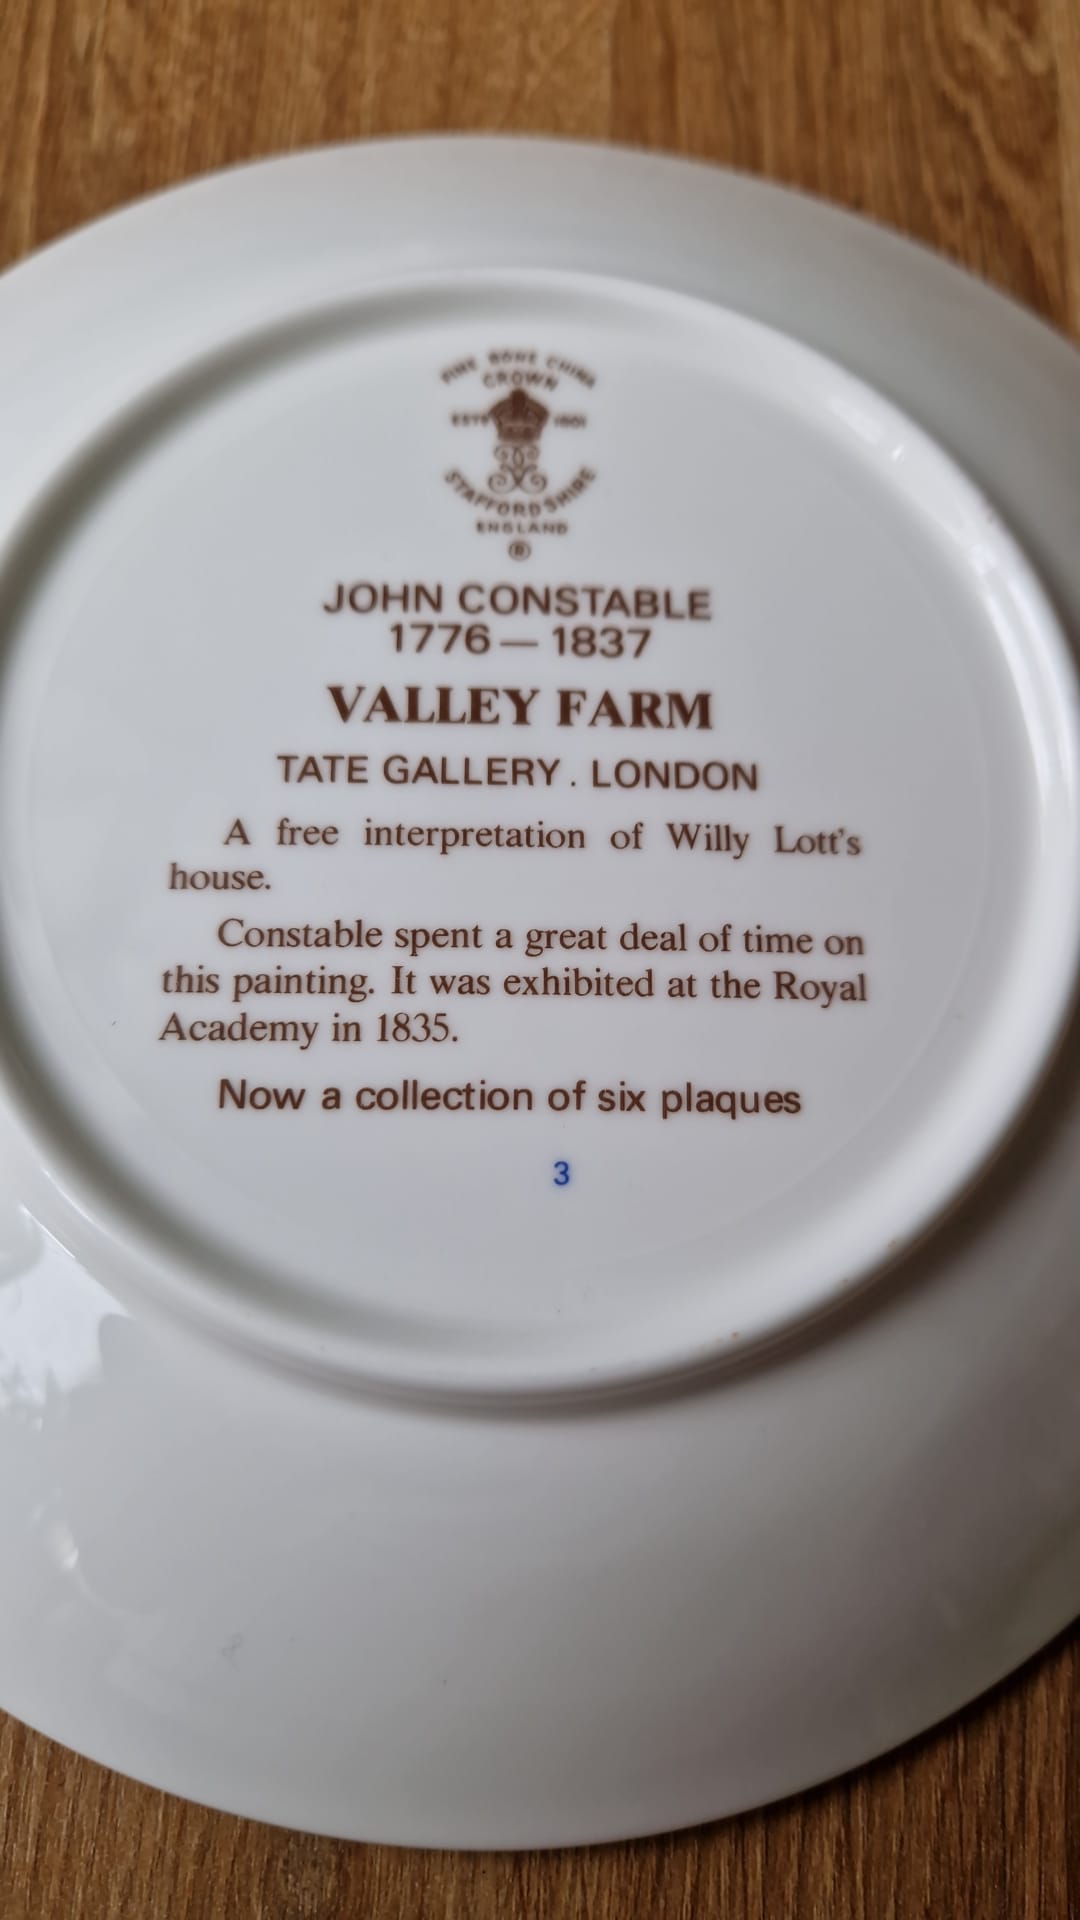 FINE BONE CHINA
CROWN
ESTD 1801
STAFFORDSHIRE
ENGLAND
®
JOHN CONSTABLE
1776 — 1837
VALLEY FARM
TATE GALLERY . LONDON
A free interpretation of Willy Lott's
house.
Constable spent a great deal of time on
this painting. It was exhibited at the Royal
Academy in 1835.
Now a collection of six plaques
3